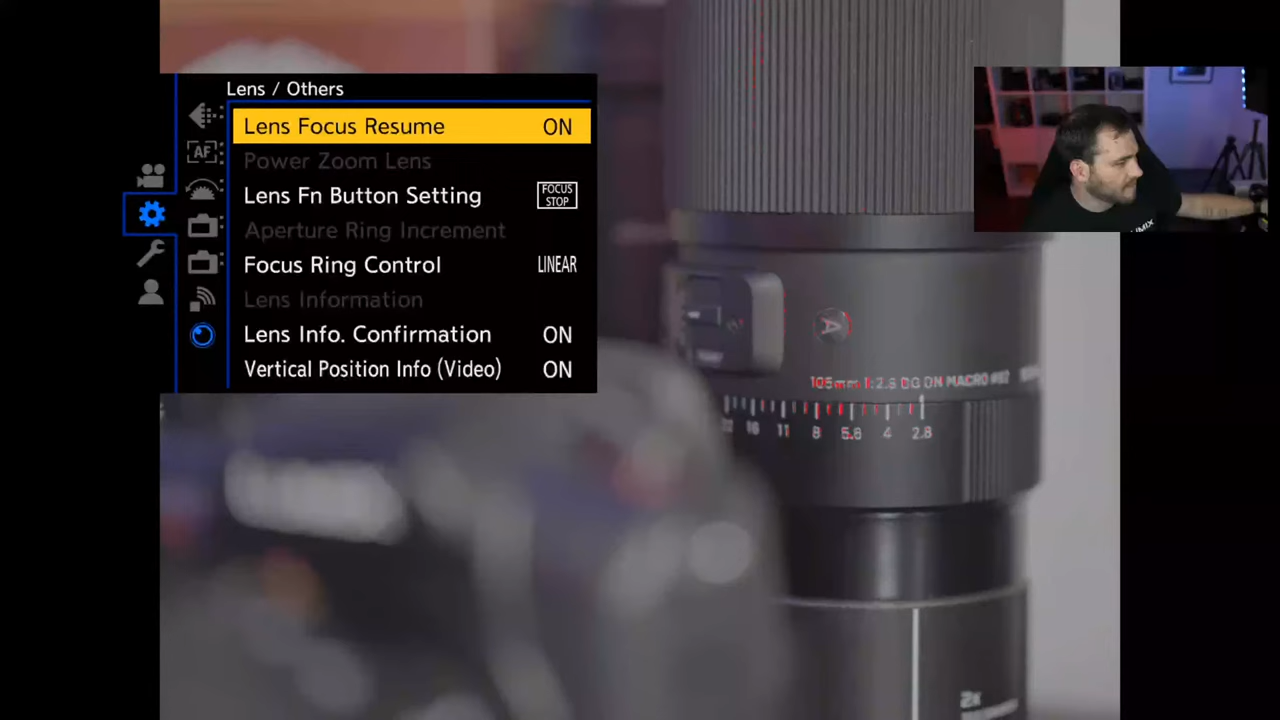 Lens / Others
Lens Focus Resume ON
Power Zoom Lens
Lens Fn Button Setting FOCUS STOP
Aperture Ring Increment
Focus Ring Control LINEAR
Lens Information
Lens Info. Confirmation ON
Vertical Position Info (Video) ON
AF
A
105mm 1:2.8 DG DN MACRO
16 11 8 5.6 4 2.8
2x